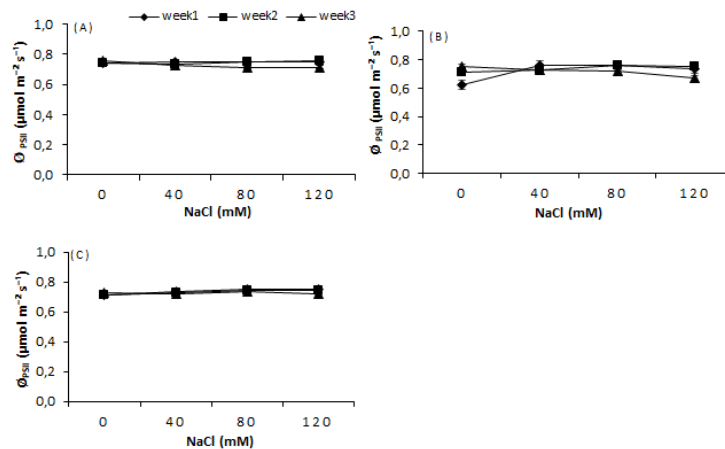 week1 week2 week3
(A)
1,0
0,8
0,6
0,4
0,2
0,0
Ø PSII (µmol m⁻² s⁻¹)
0 40 80 120
NaCl (mM)
(B)
1,0
0,8
0,6
0,4
0,2
0,0
Ø PSII (µmol m⁻² s⁻¹)
0 40 80 120
NaCl (mM)
(C)
1,0
0,8
0,6
0,4
0,2
0,0
Ø PSII (µmol m⁻² s⁻¹)
0 40 80 120
NaCl (mM)